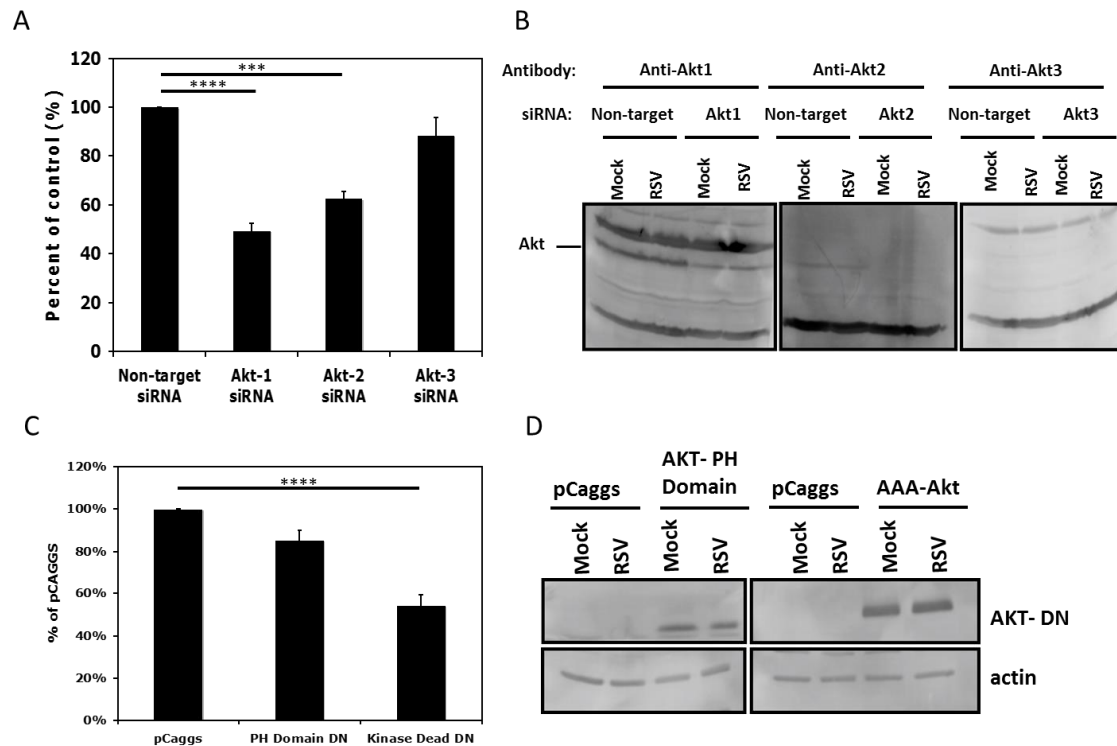 A
120
100
80
60
40
20
0
Percent of control (%)
***
****
Non-target siRNA
Akt-1 siRNA
Akt-2 siRNA
Akt-3 siRNA
B
Antibody: Anti-Akt1 Anti-Akt2 Anti-Akt3
siRNA: Non-target Akt1 Non-target Akt2 Non-target Akt3
Mock RSV Mock RSV Mock RSV Mock RSV Mock RSV Mock RSV
Akt
C
120%
100%
80%
60%
40%
20%
0%
% of pCAGGS
****
pCaggs PH Domain DN Kinase Dead DN
D
pCaggs AKT- PH Domain pCaggs AAA-Akt
Mock RSV Mock RSV Mock RSV Mock RSV
AKT- DN
actin